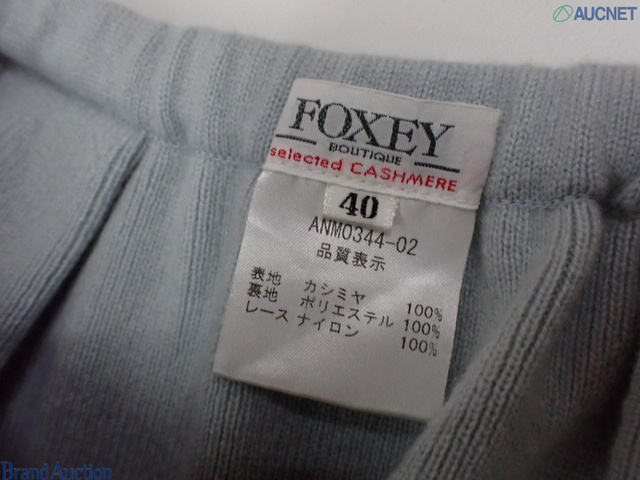 AUCNET
FOXEY
BOUTIQUE
selected CASHMERE
40
ANM0344-02
品質表示
表地 カシミヤ 100%
裏地 ポリエステル 100%
レース ナイロン 100%
Brand Auction